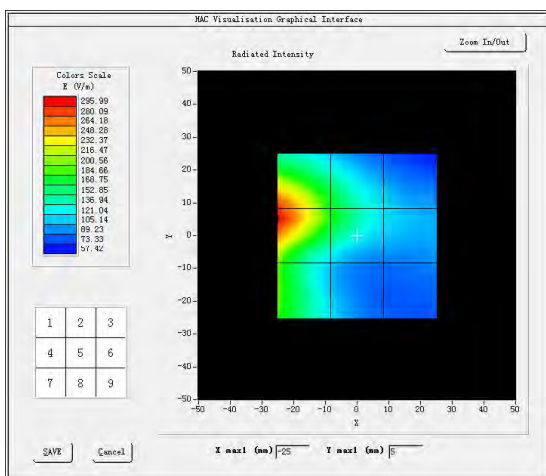 HAC Visualisation Graphical Interface
Zoom In/Out
Radiated Intensity
Colors Scale
E (V/m)
295.99
280.09
264.18
248.28
232.37
216.47
200.56
184.66
168.75
152.85
136.94
121.04
105.14
89.23
73.33
57.42
50
40
30
20
10
0
-10
-20
-30
-40
-50
Y
-50 -40 -30 -20 -10 0 10 20 30 40 50
X
1 2 3
4 5 6
7 8 9
SAVE
Cancel
X max1 (mm) -25 Y max1 (mm) 5